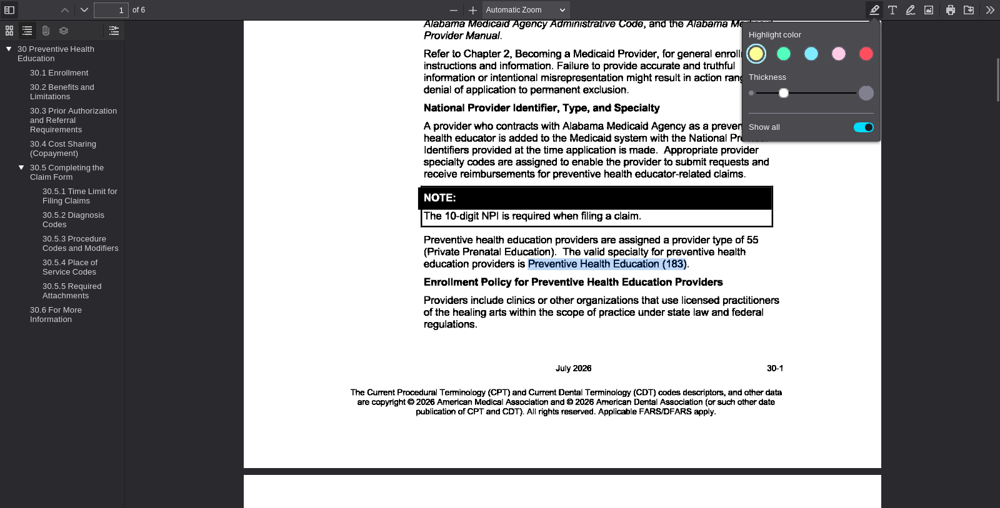 1
of 6
Automatic Zoom
30 Preventive Health
Education
30.1 Enrollment
30.2 Benefits and
Limitations
30.3 Prior Authorization
and Referral
Requirements
30.4 Cost Sharing
(Copayment)
30.5 Completing the
Claim Form
30.5.1 Time Limit for
Filing Claims
30.5.2 Diagnosis
Codes
30.5.3 Procedure
Codes and Modifiers
30.5.4 Place of
Service Codes
30.5.5 Required
Attachments
30.6 For More
Information
Alabama Medicaid Agency Administrative Code, and the Alabama
Provider Manual.
Refer to Chapter 2, Becoming a Medicaid Provider, for general
instructions and information. Failure to provide accurate and truthful
information or intentional misrepresentation might result in action
denial of application to permanent exclusion.
National Provider Identifier, Type, and Specialty
A provider who contracts with Alabama Medicaid Agency as a
health educator is added to the Medicaid system with the National
Identifiers provided at the time application is made.  Appropriate provider
specialty codes are assigned to enable the provider to submit requests and
receive reimbursements for preventive health educator-related claims.
NOTE:
The 10-digit NPI is required when filing a claim.
Preventive health education providers are assigned a provider type of 55
(Private Prenatal Education).  The valid specialty for preventive health
education providers is Preventive Health Education (183).
Enrollment Policy for Preventive Health Education Providers
Providers include clinics or other organizations that use licensed practitioners
of the healing arts within the scope of practice under state law and federal
regulations.
July 2026
30-1
The Current Procedural Terminology (CPT) and Current Dental Terminology (CDT) codes descriptors, and other data
are copyright © 2026 American Medical Association and © 2026 American Dental Association (or such other date
publication of CPT and CDT). All rights reserved. Applicable FARS/DFARS apply.
Highlight color
Thickness
Show all